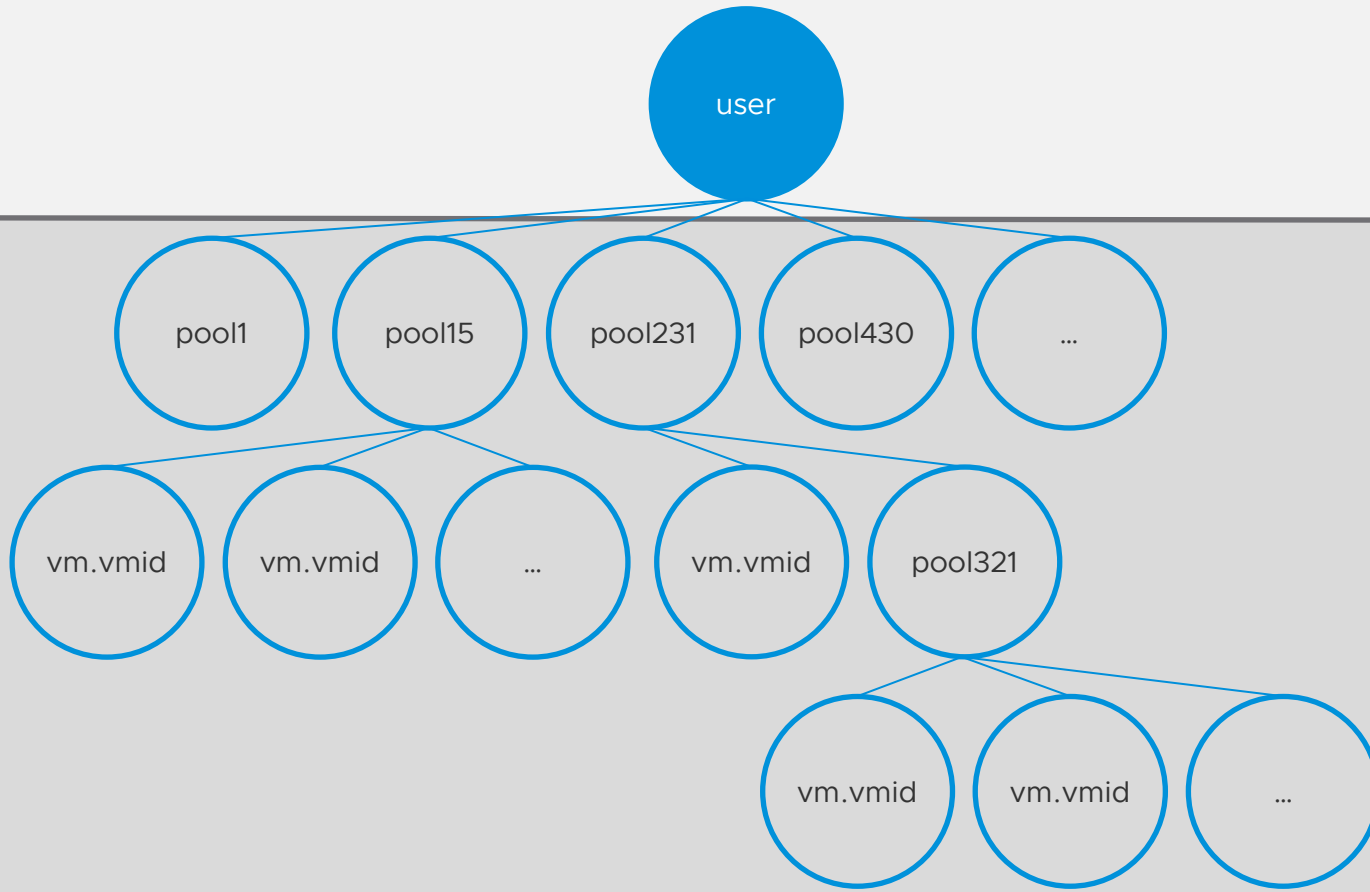 user
pool1
pool15
pool231
pool430
...
vm.vmid
vm.vmid
...
vm.vmid
pool321
vm.vmid
vm.vmid
...